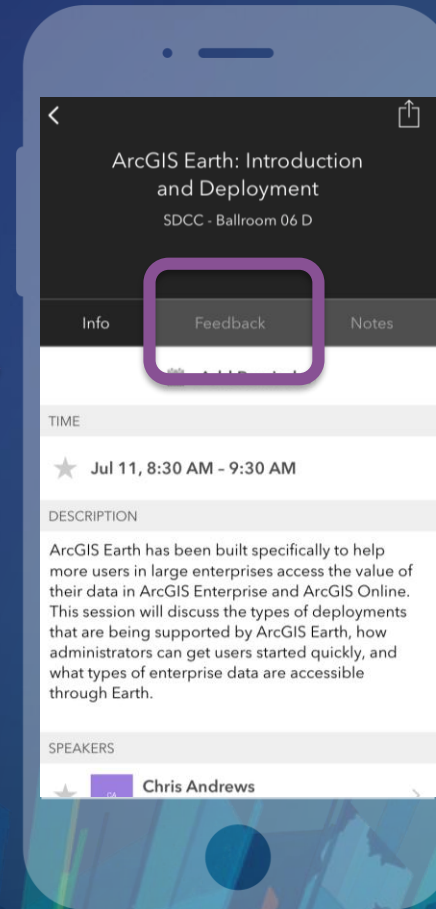 ArcGIS Earth: Introduction
and Deployment
SDCC - Ballroom 06 D
Info
Feedback
Notes
TIME
Jul 11, 8:30 AM – 9:30 AM
DESCRIPTION
ArcGIS Earth has been built specifically to help
more users in large enterprises access the value of
their data in ArcGIS Enterprise and ArcGIS Online.
This session will discuss the types of deployments
that are being supported by ArcGIS Earth, how
administrators can get users started quickly, and
what types of enterprise data are accessible
through Earth.
SPEAKERS
CA
Chris Andrews